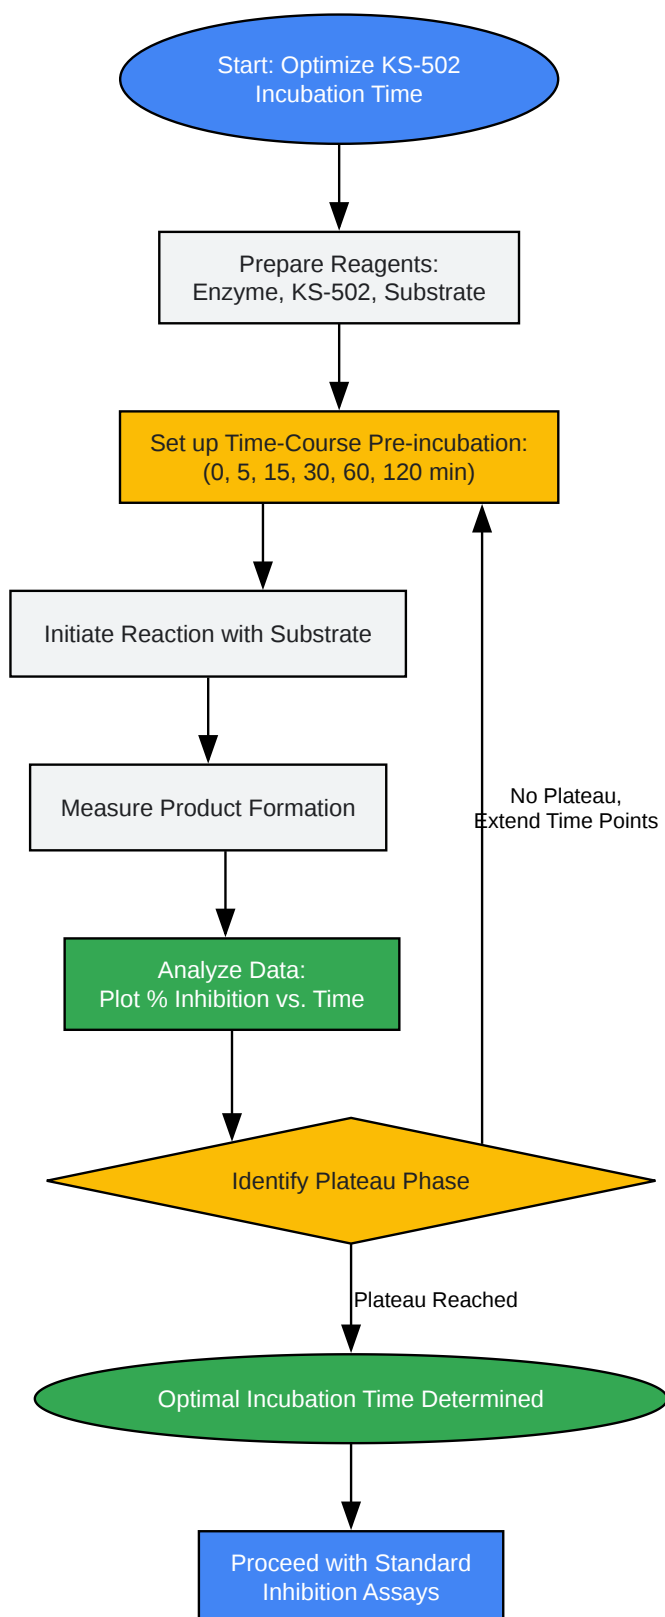 Start: Optimize KS-502
Incubation Time
Prepare Reagents:
Enzyme, KS-502, Substrate
Set up Time-Course Pre-incubation:
(0, 5, 15, 30, 60, 120 min)
Initiate Reaction with Substrate
Measure Product Formation
No Plateau,
Extend Time Points
Analyze Data:
Plot % Inhibition vs. Time
Identify Plateau Phase
Plateau Reached
Optimal Incubation Time Determined
Proceed with Standard
Inhibition Assays